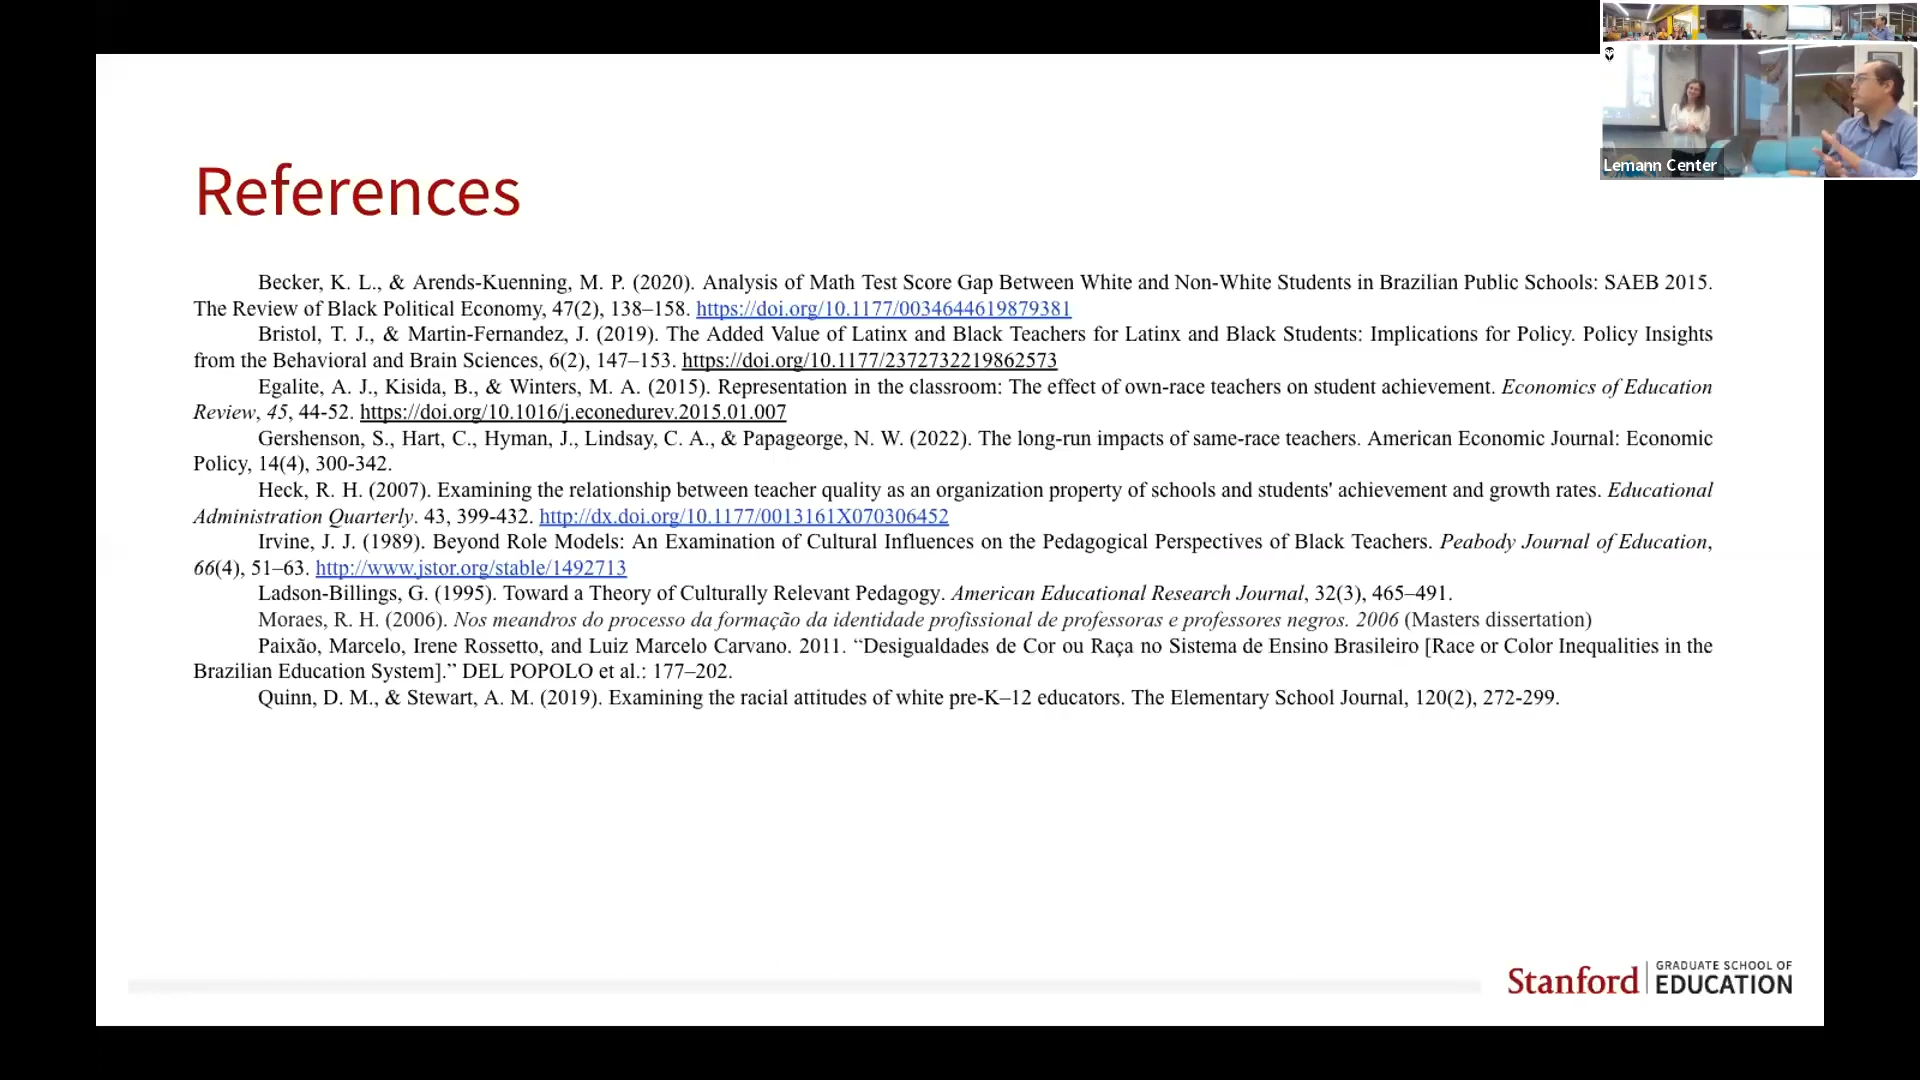 Lemann Center
References
Becker, K. L., & Arends-Kuenning, M. P. (2020). Analysis of Math Test Score Gap Between White and Non-White Students in Brazilian Public Schools: SAEB 2015.
The Review of Black Political Economy, 47(2), 138–158. https://doi.org/10.1177/0034644619879381
Bristol, T. J., & Martin-Fernandez, J. (2019). The Added Value of Latinx and Black Teachers for Latinx and Black Students: Implications for Policy. Policy Insights
from the Behavioral and Brain Sciences, 6(2), 147–153. https://doi.org/10.1177/2372732219862573
Egalite, A. J., Kisida, B., & Winters, M. A. (2015). Representation in the classroom: The effect of own-race teachers on student achievement. Economics of Education
Review, 45, 44-52. https://doi.org/10.1016/j.econedurev.2015.01.007
Gershenson, S., Hart, C., Hyman, J., Lindsay, C. A., & Papageorge, N. W. (2022). The long-run impacts of same-race teachers. American Economic Journal: Economic
Policy, 14(4), 300-342.
Heck, R. H. (2007). Examining the relationship between teacher quality as an organization property of schools and students' achievement and growth rates. Educational
Administration Quarterly. 43, 399-432. http://dx.doi.org/10.1177/0013161X070306452
Irvine, J. J. (1989). Beyond Role Models: An Examination of Cultural Influences on the Pedagogical Perspectives of Black Teachers. Peabody Journal of Education,
66(4), 51–63. http://www.jstor.org/stable/1492713
Ladson-Billings, G. (1995). Toward a Theory of Culturally Relevant Pedagogy. American Educational Research Journal, 32(3), 465–491.
Moraes, R. H. (2006). Nos meandros do processo da formação da identidade profissional de professoras e professores negros. 2006 (Masters dissertation)
Paixão, Marcelo, Irene Rossetto, and Luiz Marcelo Carvano. 2011. “Desigualdades de Cor ou Raça no Sistema de Ensino Brasileiro [Race or Color Inequalities in the
Brazilian Education System].” DEL POPOLO et al.: 177–202.
Quinn, D. M., & Stewart, A. M. (2019). Examining the racial attitudes of white pre-K–12 educators. The Elementary School Journal, 120(2), 272-299.
Stanford GRADUATE SCHOOL OF
EDUCATION